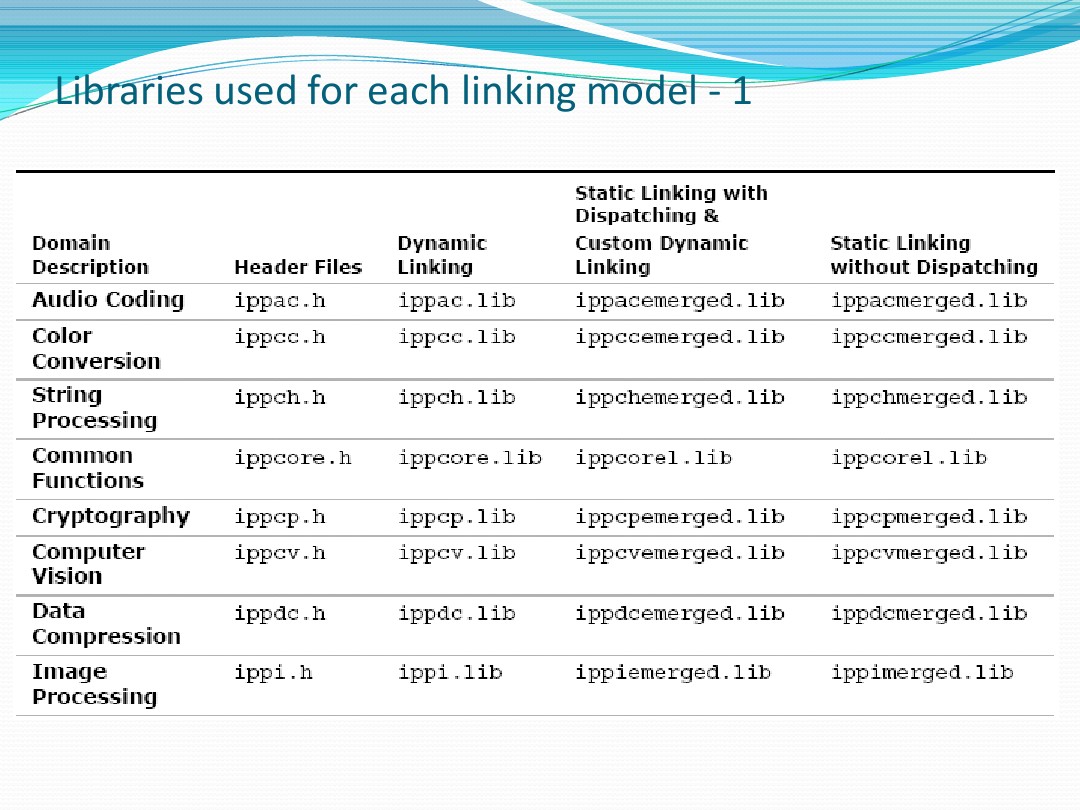 Libraries used for each linking model - 1
Domain Description Header Files Dynamic Linking Static Linking with Dispatching & Custom Dynamic Linking Static Linking without Dispatching
Audio Coding ippac.h ippac.lib ippacemerged.lib ippacmerged.lib
Color Conversion ippcc.h ippcc.lib ippccemerged.lib ippccmerged.lib
String Processing ippch.h ippch.lib ippchemerged.lib ippchmerged.lib
Common Functions ippcore.h ippcore.lib ippcorel.lib ippcorel.lib
Cryptography ippcp.h ippcp.lib ippcpemerged.lib ippcpmerged.lib
Computer Vision ippcv.h ippcv.lib ippcvemerged.lib ippcvmerged.lib
Data Compression ippdc.h ippdc.lib ippdcemerged.lib ippdcmerged.lib
Image Processing ippi.h ippi.lib ippiemerged.lib ippimerged.lib